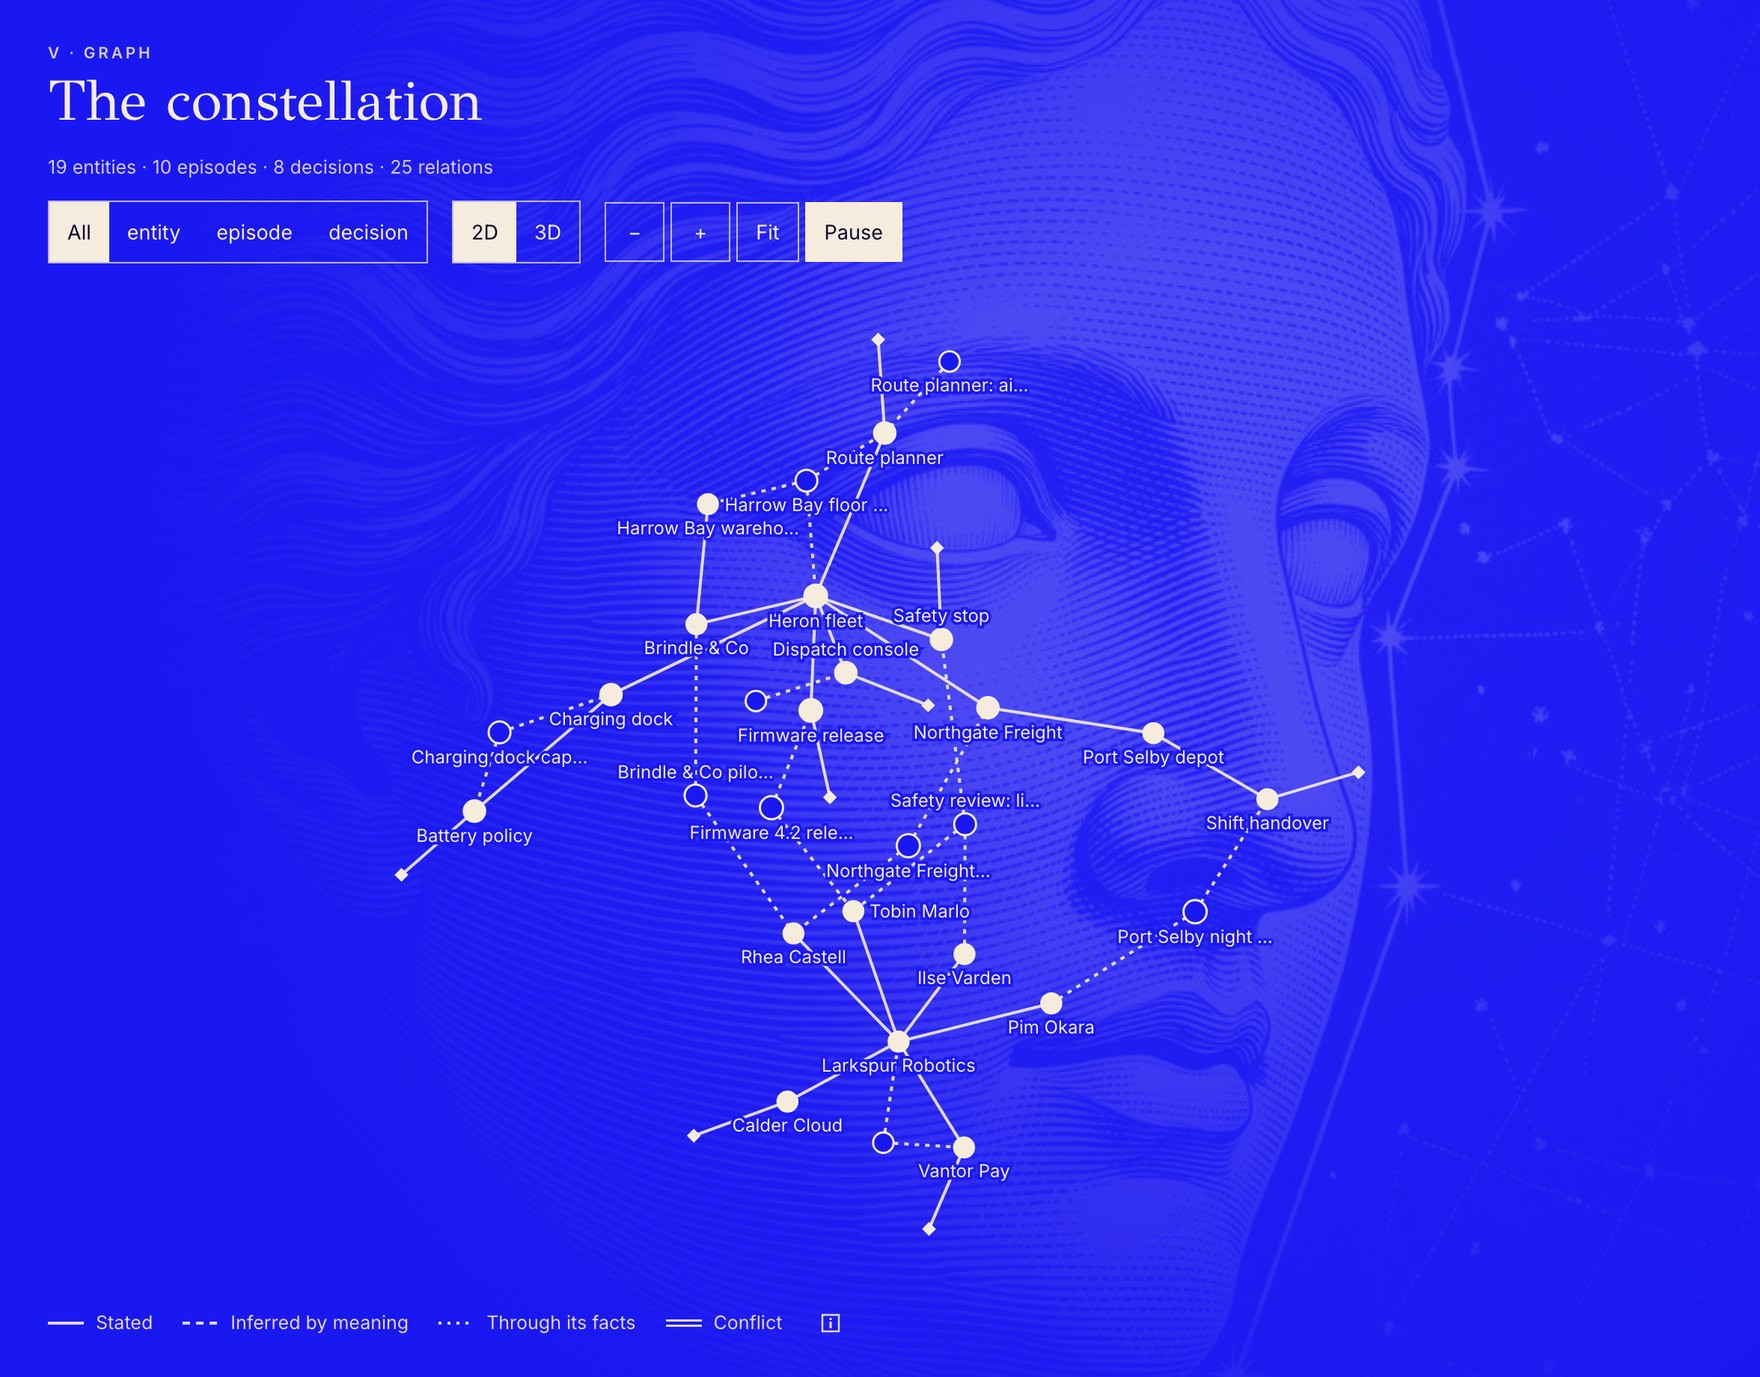 V · GRAPH
The constellation
19 entities · 10 episodes · 8 decisions · 25 relations
All entity episode decision 2D 3D − + Fit Pause
Route planner: ai...
Route planner
Harrow Bay floor ...
Harrow Bay wareho...
Safety stop
Heron fleet
Brindle & Co
Dispatch console
Charging dock
Northgate Freight
Firmware release
Charging dock cap...
Port Selby depot
Brindle & Co pilo...
Safety review: li...
Shift handover
Firmware 4.2 rele...
Battery policy
Northgate Freight...
Tobin Marlo
Port Selby night ...
Rhea Castell
Ilse Varden
Pim Okara
Larkspur Robotics
Calder Cloud
Vantor Pay
Stated Inferred by meaning Through its facts Conflict i